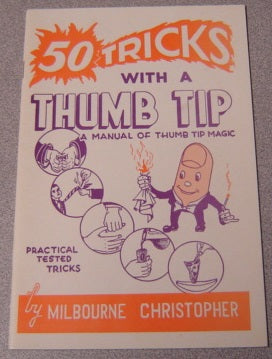 50 TRICKS
WITH A
THUMB TIP
A MANUAL OF THUMB TIP MAGIC
PRACTICAL
TESTED
TRICKS
by MILBOURNE CHRISTOPHER